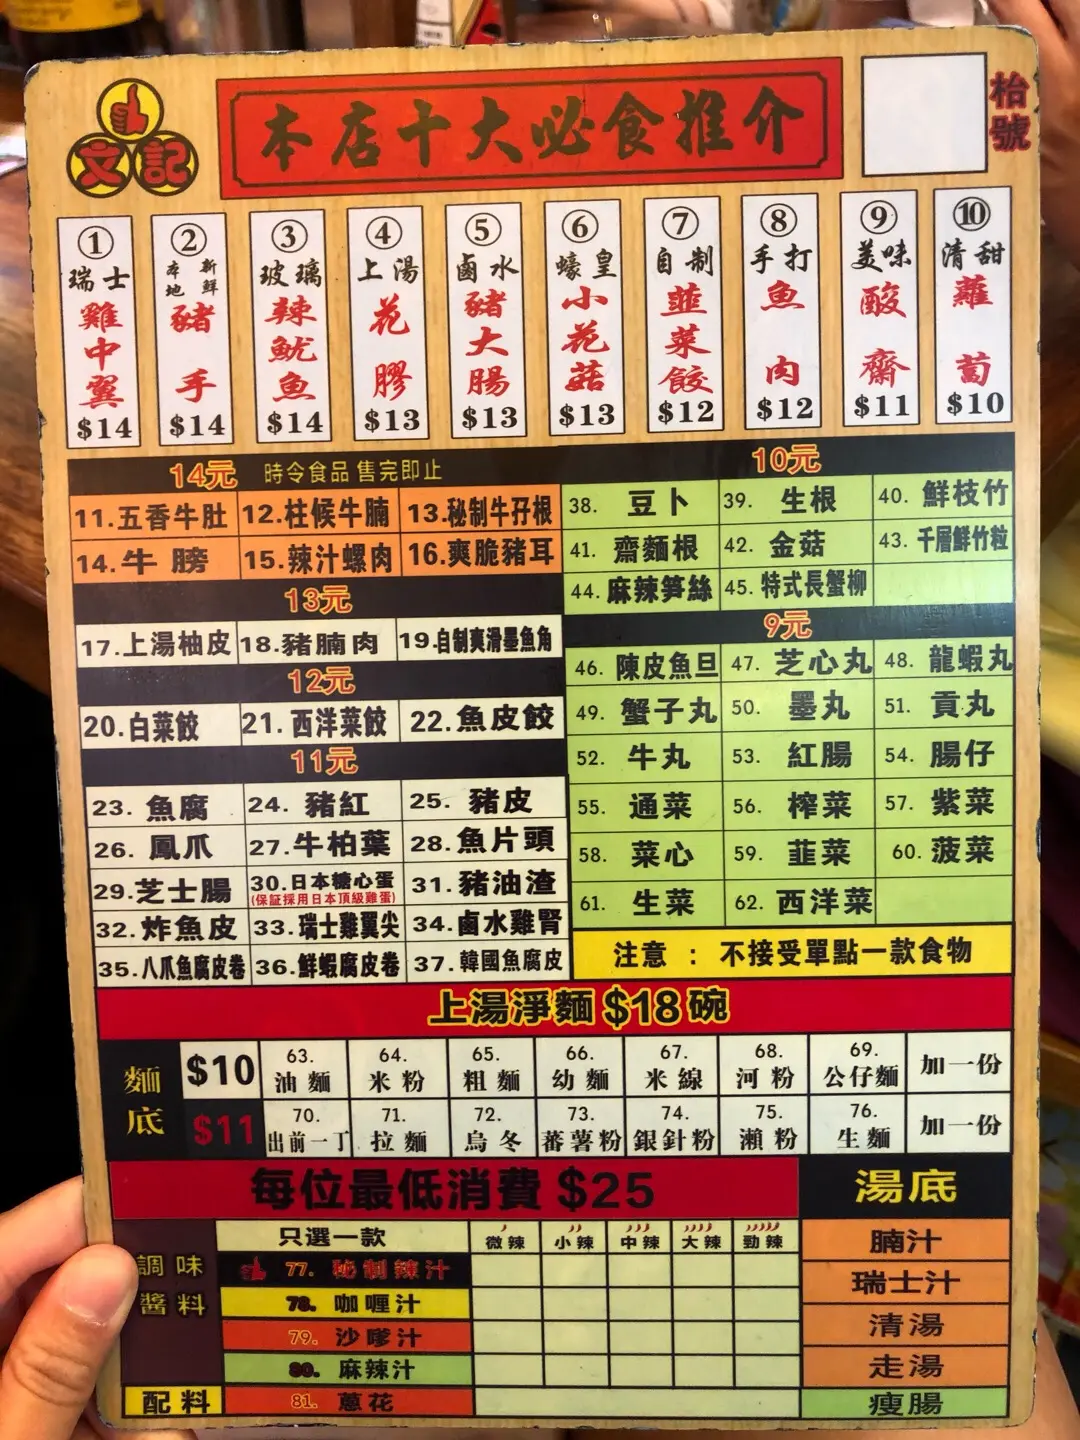 文記
本店十大必食推介
枱號
① 瑞士 雞中翼 $14
② 新鮮本地 豬手 $14
③ 玻璃 辣魷魚 $14
④ 上湯 花膠 $13
⑤ 鹵水 豬大腸 $13
⑥ 蠔皇 小花菇 $13
⑦ 自制 韮菜餃 $12
⑧ 手打 魚肉 $12
⑨ 美味 酸齋 $11
⑩ 清甜 蘿蔔 $10
14元 時令食品 售完即止
11.五香牛肚 12.柱候牛腩 13.秘制牛孖根
14.牛膀 15.辣汁螺肉 16.爽脆豬耳
13元
17.上湯柚皮 18.豬腩肉 19.自制爽滑墨魚角
12元
20.白菜餃 21.西洋菜餃 22.魚皮餃
11元
23.魚腐 24.豬紅 25.豬皮
26.鳳爪 27.牛柏葉 28.魚片頭
29.芝士腸 30.日本糖心蛋 31.豬油渣
(保証採用日本頂級雞蛋)
32.炸魚皮 33.瑞士雞翼尖 34.鹵水雞腎
35.八爪魚腐皮卷 36.鮮蝦腐皮卷 37.韓國魚腐皮
10元
38. 豆卜 39. 生根 40. 鮮枝竹
41. 齋麵根 42. 金菇 43. 千層鮮竹粒
44. 麻辣笋絲 45. 特式長蟹柳
9元
46. 陳皮魚旦 47. 芝心丸 48. 龍蝦丸
49. 蟹子丸 50. 墨丸 51. 貢丸
52. 牛丸 53. 紅腸 54. 腸仔
55. 通菜 56. 榨菜 57. 紫菜
58. 菜心 59. 韮菜 60. 菠菜
61. 生菜 62. 西洋菜
注意 : 不接受單點一款食物
上湯淨麵 $18 碗
麵底
$10 63.油麵 64.米粉 65.粗麵 66.幼麵 67.米線 68.河粉 69.公仔麵 加一份
$11 70.出前一丁 71.拉麵 72.烏冬 73.蕃薯粉 74.銀針粉 75.瀨粉 76.生麵 加一份
每位最低消費 $25
湯底
調味醬料
只選一款 微辣 小辣 中辣 大辣 勁辣
77. 秘制辣汁
78. 咖喱汁
79. 沙嗲汁
80. 麻辣汁
配料 81. 蔥花
腩汁
瑞士汁
清湯
走湯
瘦腸